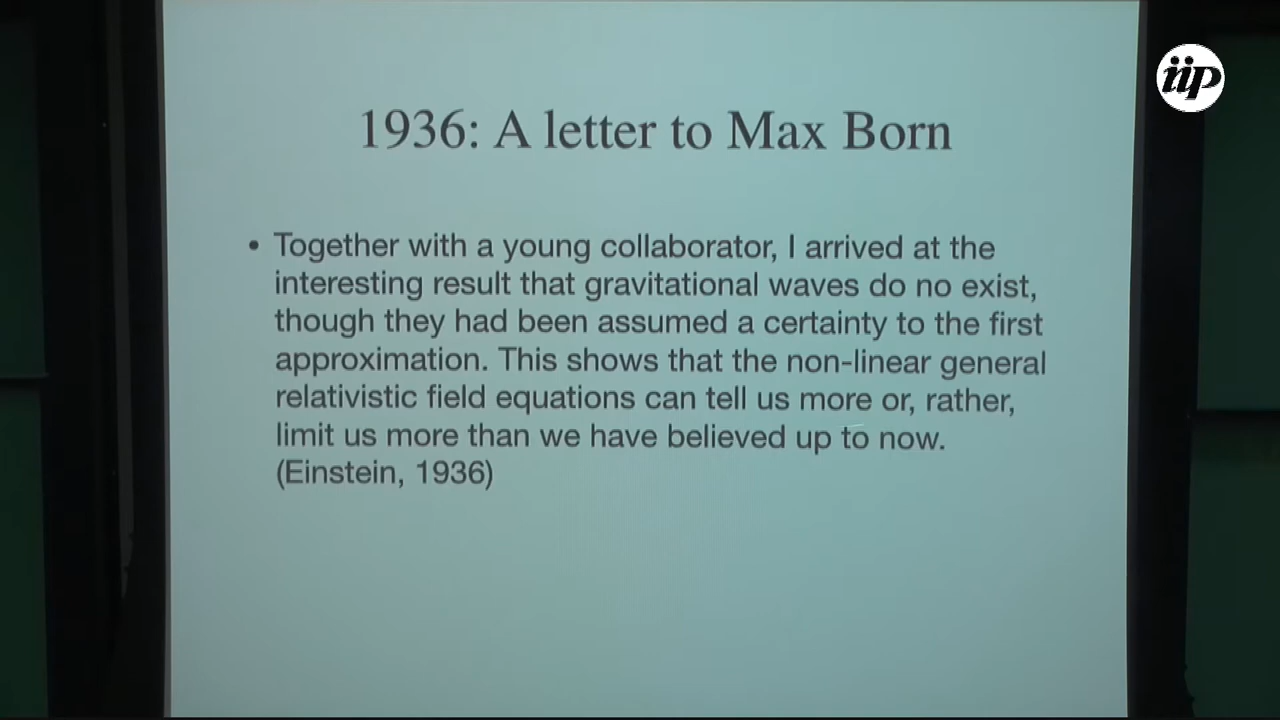 iip
1936: A letter to Max Born
• Together with a young collaborator, I arrived at the
interesting result that gravitational waves do no exist,
though they had been assumed a certainty to the first
approximation. This shows that the non-linear general
relativistic field equations can tell us more or, rather,
limit us more than we have believed up to now.
(Einstein, 1936)